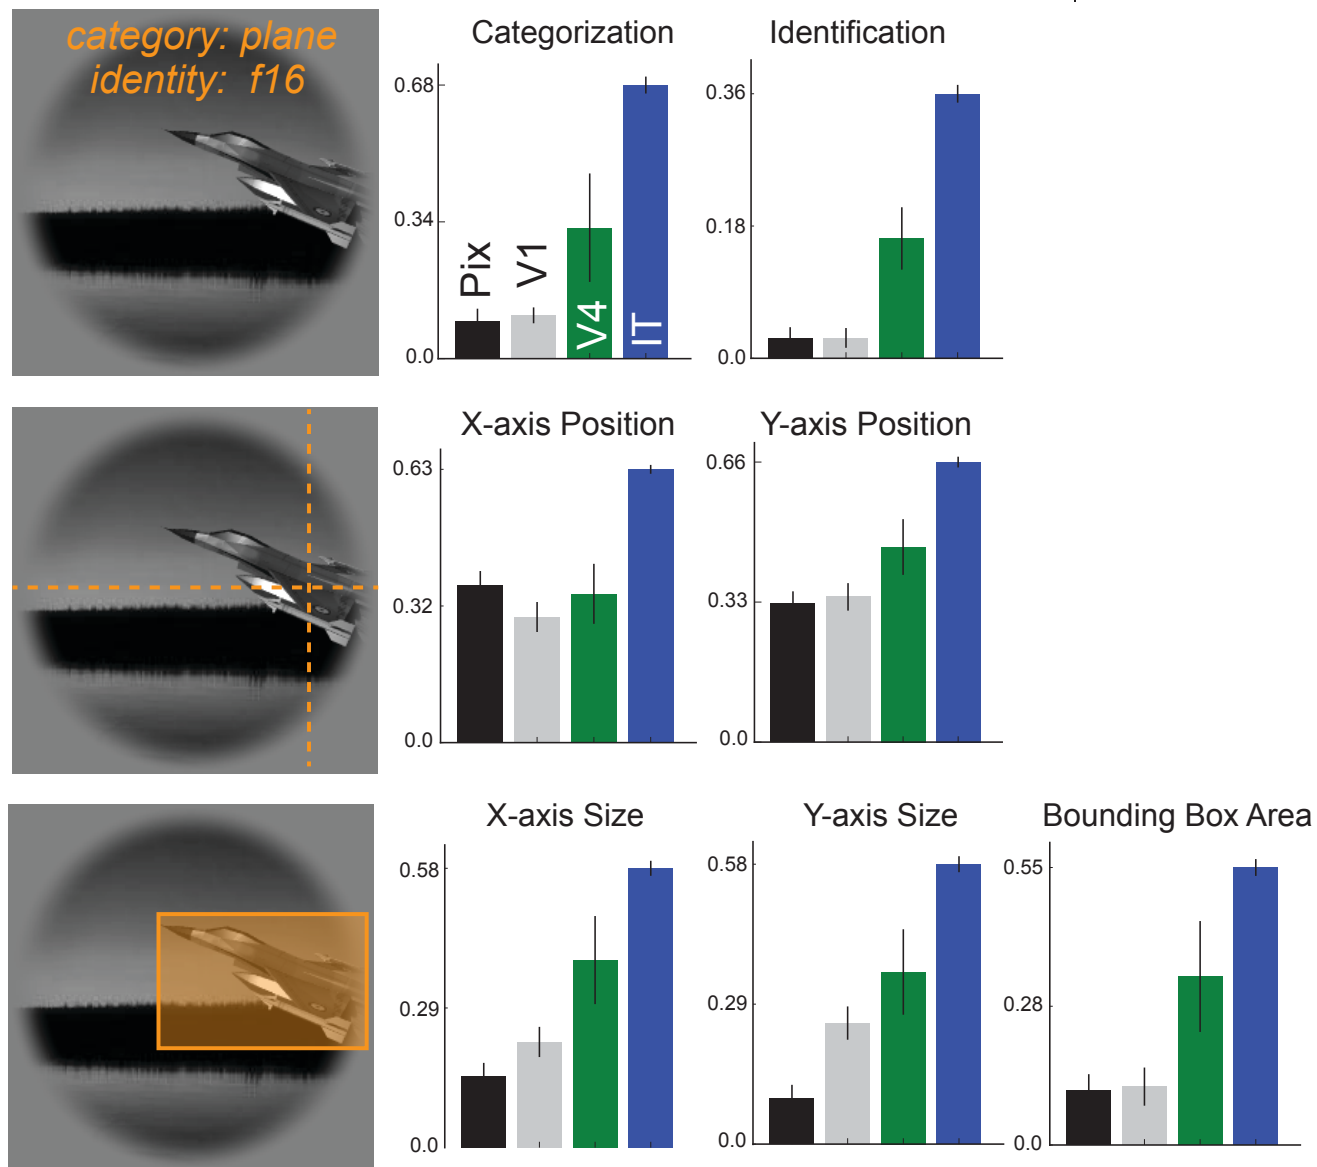 category: plane
identity: f16
Categorization
0.68
0.34
0.0
Pix
V1
V4
IT
Identification
0.36
0.18
0.0
X-axis Position
0.63
0.32
0.0
Y-axis Position
0.66
0.33
0.0
X-axis Size
0.58
0.29
0.0
Y-axis Size
0.58
0.29
0.0
Bounding Box Area
0.55
0.28
0.0